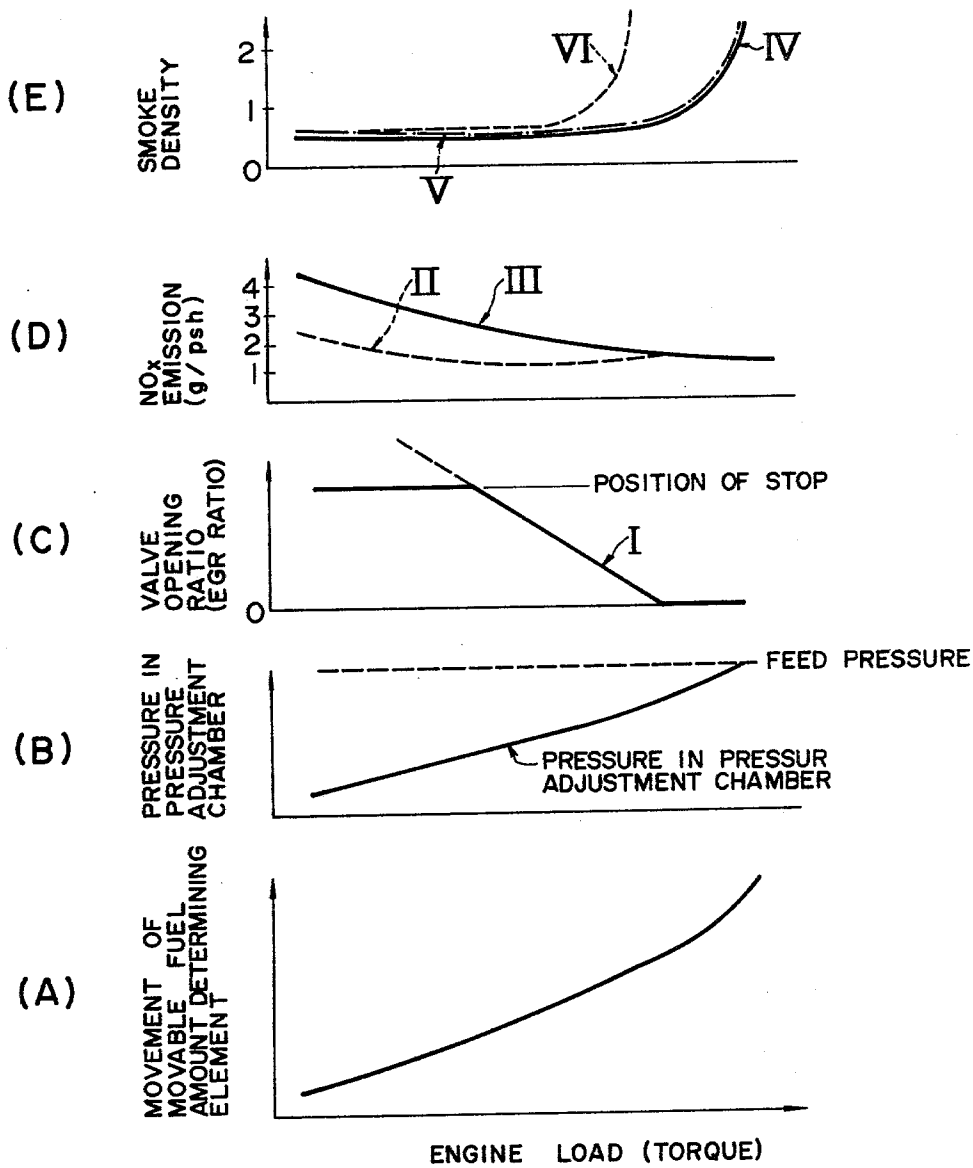 (E)
SMOKE
DENSITY
2
1
0
VI
IV
V
(D)
NOx
EMISSION
(g/psh)
4
3
2
1
II
III
(C)
VALVE
OPENING
RATIO
(EGR RATIO)
0
POSITION OF STOP
I
(B)
PRESSURE IN
PRESSURE
ADJUSTMENT
CHAMBER
FEED PRESSURE
PRESSURE IN PRESSUR
ADJUSTMENT CHAMBER
(A)
MOVEMENT OF
MOVABLE FUEL
AMOUNT DETERMINING
ELEMENT
ENGINE LOAD (TORQUE)